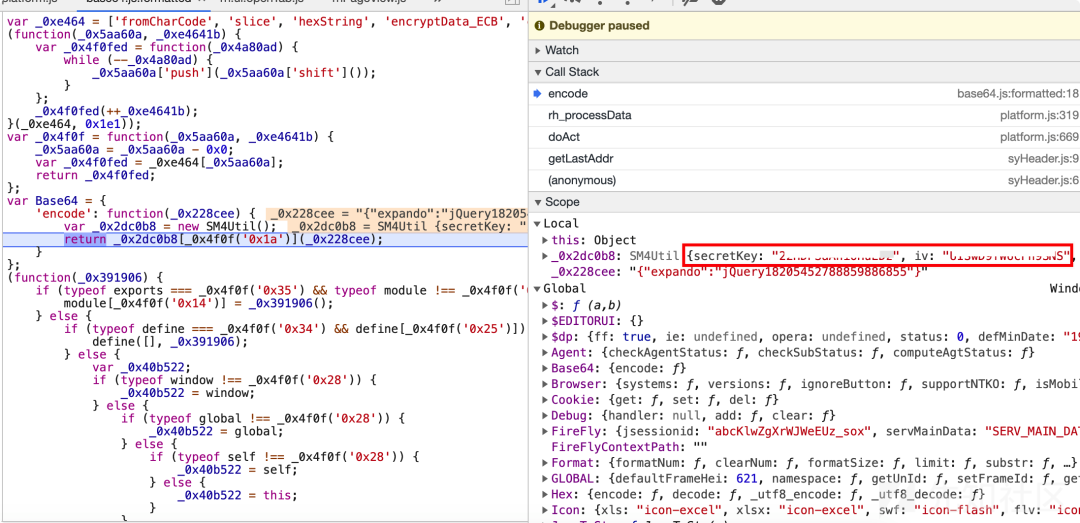 platform.js
base64.js:formatted
var _0xe464 = ['fromCharCode', 'slice', 'hexString', 'encryptData_ECB', '
(function(_0x5aa60a, _0xe4641b) {
var _0x4f0fed = function(_0x4a80ad) {
while (--_0x4a80ad) {
_0x5aa60a['push'](_0x5aa60a['shift']());
}
};
_0x4f0fed(++_0xe4641b);
}(_0xe464, 0x1e1));
var _0x4f0f = function(_0x5aa60a, _0xe4641b) {
_0x5aa60a = _0x5aa60a - 0x0;
var _0x4f0fed = _0xe464[_0x5aa60a];
return _0x4f0fed;
};
var Base64 = {
'encode': function(_0x228cee) { _0x228cee = "{"expando":"jQuery18205
var _0x2dc0b8 = new SM4Util(); _0x2dc0b8 = SM4Util {secretKey: "
return _0x2dc0b8[_0x4f0f('0x1a')](_0x228cee);
}
};
(function(_0x391906) {
if (typeof exports === _0x4f0f('0x35') && typeof module !== _0x4f0f(
module[_0x4f0f('0x14')] = _0x391906();
} else {
if (typeof define === _0x4f0f('0x34') && define[_0x4f0f('0x25')])
define([], _0x391906);
} else {
var _0x40b522;
if (typeof window !== _0x4f0f('0x28')) {
_0x40b522 = window;
} else {
if (typeof global !== _0x4f0f('0x28')) {
_0x40b522 = global;
} else {
if (typeof self !== _0x4f0f('0x28')) {
_0x40b522 = self;
} else {
_0x40b522 = this;
}
}
Debugger paused
Watch
Call Stack
encode base64.js:formatted:18
rh_processData platform.js:319
doAct platform.js:669
getLastAddr syHeader.js:9
(anonymous) syHeader.js:6
Scope
Local
this: Object
_0x2dc0b8: SM4Util {secretKey: iv:
_0x228cee: "{"expando":"jQuery18205452788859886855"}"
Global Windo
$: ƒ (a,b)
$EDITORUI: {}
$dp: {ff: true, ie: undefined, opera: undefined, status: 0, defMinDate: "19
Agent: {checkAgentStatus: ƒ, checkSubStatus: ƒ, computeAgtStatus: ƒ}
Base64: {encode: ƒ}
Browser: {systems: ƒ, versions: ƒ, ignoreButton: ƒ, supportNTKO: ƒ, isMobil
Cookie: {get: ƒ, set: ƒ, del: ƒ}
Debug: {handler: null, add: ƒ, clear: ƒ}
FireFly: {jsessionid: "abcKlwZgXrWJWeEUz_sox", servMainData: "SERV_MAIN_DA
FireFlyContextPath: ""
Format: {formatNum: ƒ, clearNum: ƒ, formatSize: ƒ, limit: ƒ, substr: ƒ, …}
GLOBAL: {defaultFrameHei: 621, namespace: ƒ, getUnId: ƒ, setFrameId: ƒ, get
Hex: {encode: ƒ, decode: ƒ, _utf8_encode: ƒ, _utf8_decode: ƒ}
Icon: {xls: "icon-excel", xlsx: "icon-excel", swf: "icon-flash", flv: "icon